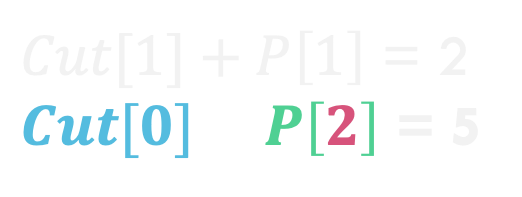 Cut[1] + P[1] = 2
Cut[0] P[2] = 5